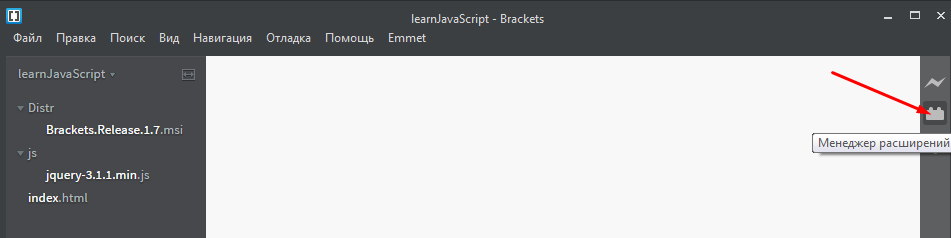 learnJavaScript - Brackets
Файл Правка Поиск Вид Навигация Отладка Помощь Emmet
learnJavaScript
Distr
Brackets.Release.1.7.msi
js
jquery-3.1.1.min.js
index.html
Менеджер расширений